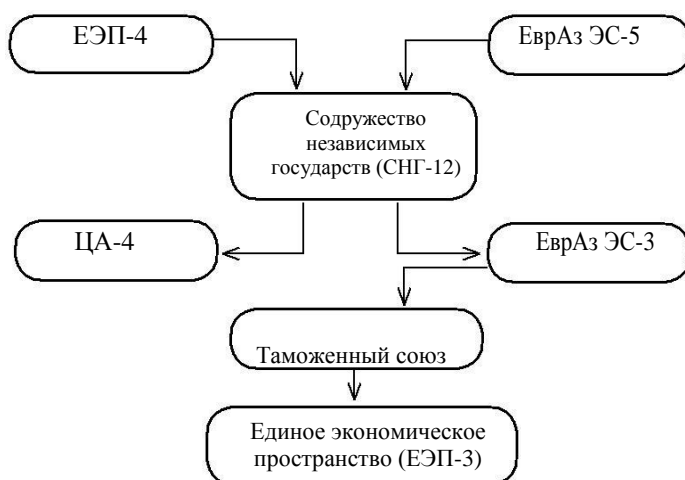 ЕЭП-4
ЕврАз ЭС-5
Содружество
независимых
государств (СНГ-12)
ЦА-4
ЕврАз ЭС-3
Таможенный союз
Единое экономическое
пространство (ЕЭП-3)